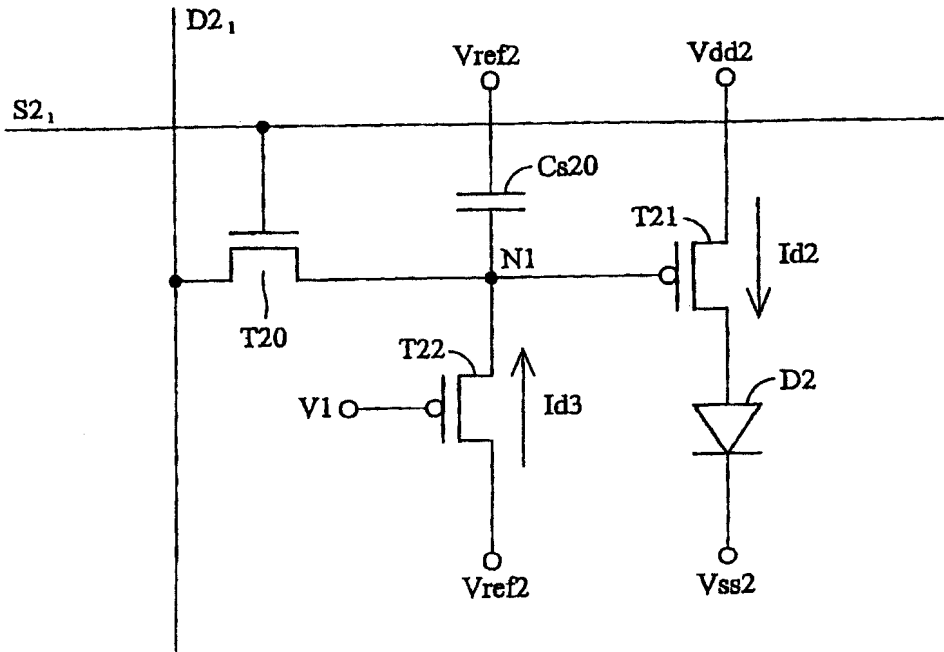 D2₁
Vref2
Vdd2
S2₁
Cs20
T21
Id2
N1
T20
T22
D2
V1
Id3
Vref2
Vss2